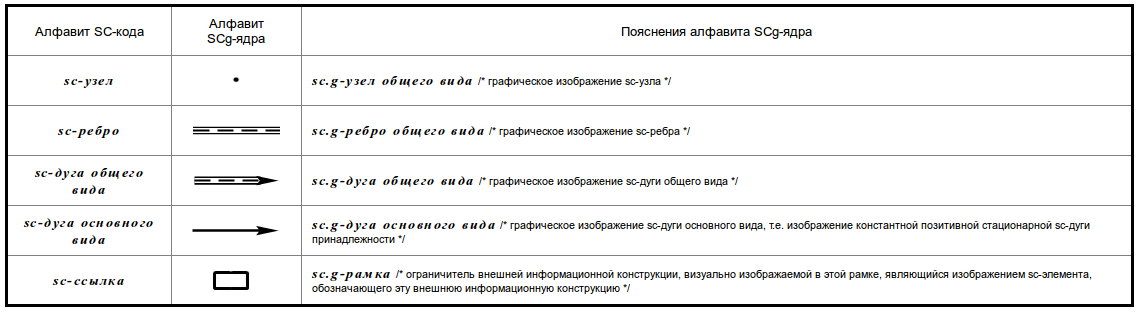 Алфавит SC-кода
Алфавит
SCg-ядра
Пояснения алфавита SCg-ядра
sc-узел
sc.g-узел общего вида /* графическое изображение sc-узла */
sc-ребро
sc.g-ребро общего вида /* графическое изображение sc-ребра */
sc-дуга общего
вида
sc.g-дуга общего вида /* графическое изображение sc-дуги общего вида */
sc-дуга основного
вида
sc.g-дуга основного вида /* графическое изображение sc-дуги основного вида, т.е. изображение константной позитивной стационарной sc-дуги
принадлежности */
sc-ссылка
sc.g-рамка /* ограничитель внешней информационной конструкции, визуально изображаемой в этой рамке, являющийся изображением sc-элемента,
обозначающего эту внешнюю информационную конструкцию */